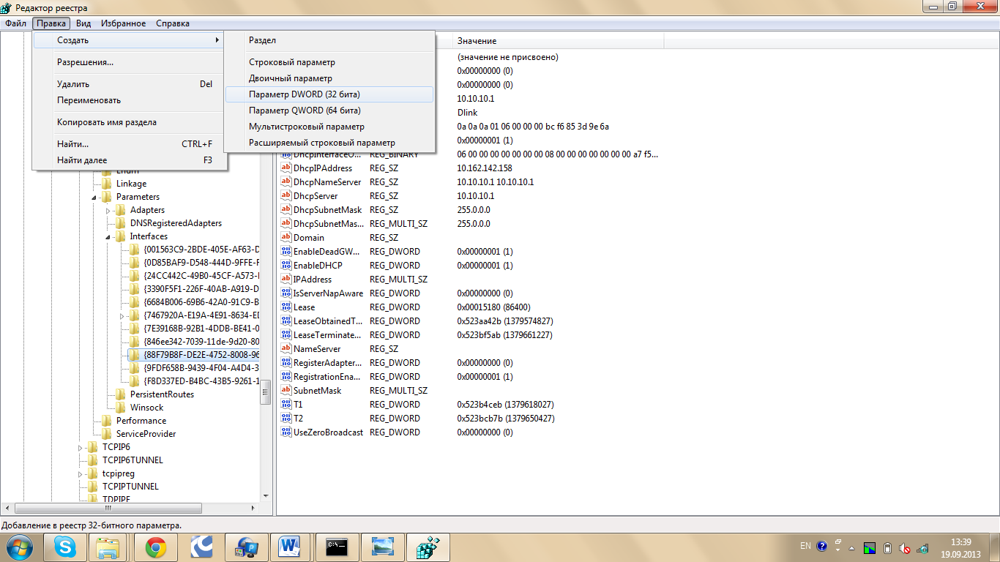 Редактор реестра
Файл Правка Вид Избранное Справка
Создать
Разрешения...
Удалить Del
Переименовать
Копировать имя раздела
Найти... CTRL+F
Найти далее F3
Раздел
Строковый параметр
Двоичный параметр
Параметр DWORD (32 бита)
Параметр QWORD (64 бита)
Мультистроковый параметр
Расширяемый строковый параметр
Linkage
Parameters
Adapters
DNSRegisteredAdapters
Interfaces
{001563C9-2BDE-405E-AF63-D
{0D85BAF9-D548-444D-9FFE-F
{24CC442C-49B0-45CF-A573-
{3390F5F1-226F-40AB-A919-D
{6684B006-69B6-42A0-91C9-B
{7467920A-E19A-4E91-8634-ED
{7E39168B-92B1-4DDB-BE41-0
{846ee342-7039-11de-9d20-80
{88F79B8F-DE2E-4752-8008-96
{9FDF658B-9439-4F04-A4D4-3
{F8D337ED-B4BC-43B5-9261-1
PersistentRoutes
Winsock
Performance
ServiceProvider
TCPIP6
TCPIP6TUNNEL
tcpipreg
TCPIPTUNNEL
TDPIPE
Значение
(значение не присвоено)
0x00000000 (0)
0x00000000 (0)
10.10.10.1
Dlink
0a 0a 0a 01 06 00 00 00 bc f6 85 3d 9e 6a
0x00000001 (1)
DhcpInterfaceO... REG_BINARY 06 00 00 00 00 00 00 00 08 00 00 00 00 00 00 00 a7 f5...
DhcpIPAddress REG_SZ 10.162.142.158
DhcpNameServer REG_SZ 10.10.10.1 10.10.10.1
DhcpServer REG_SZ 10.10.10.1
DhcpSubnetMask REG_SZ 255.0.0.0
DhcpSubnetMas... REG_MULTI_SZ 255.0.0.0
Domain REG_SZ
EnableDeadGW... REG_DWORD 0x00000001 (1)
EnableDHCP REG_DWORD 0x00000001 (1)
IPAddress REG_MULTI_SZ
IsServerNapAware REG_DWORD 0x00000000 (0)
Lease REG_DWORD 0x00015180 (86400)
LeaseObtainedT... REG_DWORD 0x523aa42b (1379574827)
LeaseTerminate... REG_DWORD 0x523bf5ab (1379661227)
NameServer REG_SZ
RegisterAdapter... REG_DWORD 0x00000000 (0)
RegistrationEna... REG_DWORD 0x00000001 (1)
SubnetMask REG_MULTI_SZ
T1 REG_DWORD 0x523b4ceb (1379618027)
T2 REG_DWORD 0x523bcb7b (1379650427)
UseZeroBroadcast REG_DWORD 0x00000000 (0)
Добавление в реестр 32-битного параметра.
EN
13:39
19.09.2013